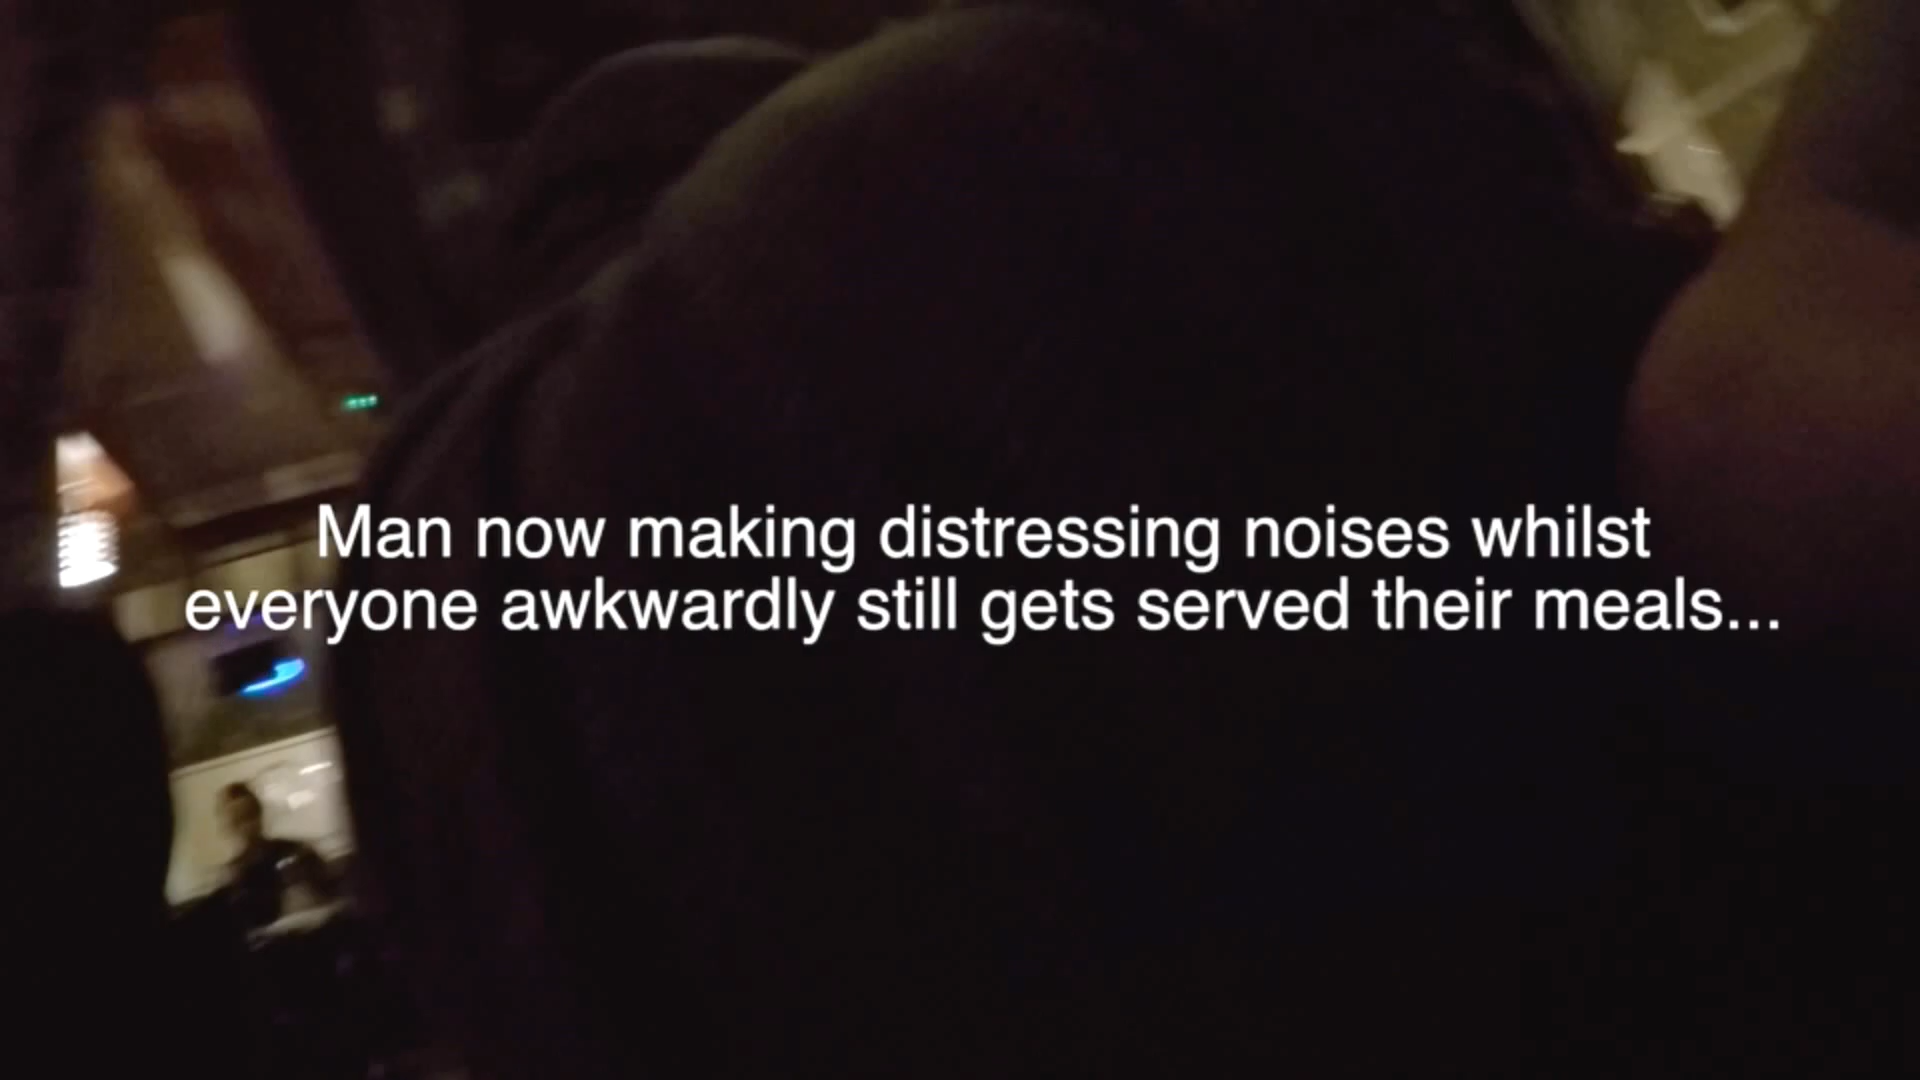 Man now making distressing noises whilst
everyone awkwardly still gets served their meals...